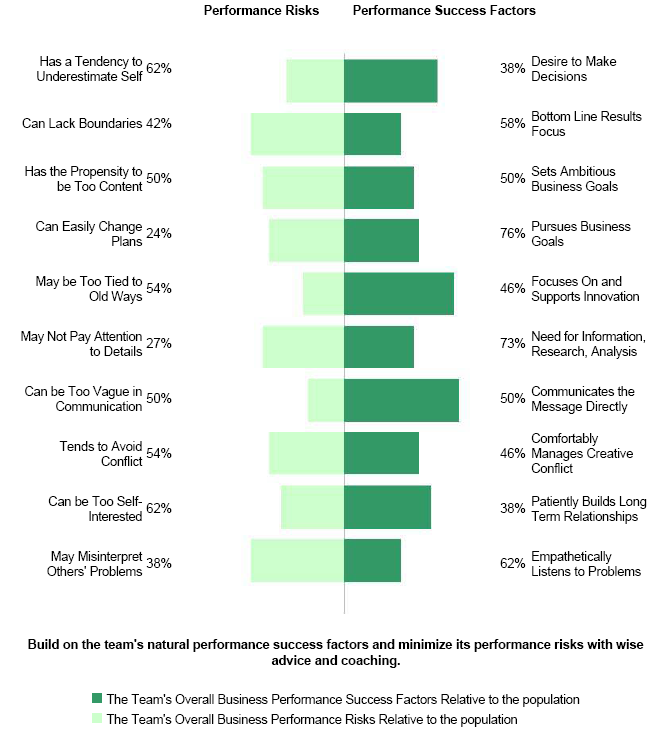 Performance Risks Performance Success Factors
Has a Tendency to
Underestimate Self 62% 38% Desire to Make
Decisions
Can Lack Boundaries 42% 58% Bottom Line Results
Focus
Has the Propensity to
be Too Content 50% 50% Sets Ambitious
Business Goals
Can Easily Change
Plans 24% 76% Pursues Business
Goals
May be Too Tied to
Old Ways 54% 46% Focuses On and
Supports Innovation
May Not Pay Attention
to Details 27% 73% Need for Information,
Research, Analysis
Can be Too Vague in
Communication 50% 50% Communicates the
Message Directly
Tends to Avoid
Conflict 54% 46% Comfortably
Manages Creative
Conflict
Can be Too Self-
Interested 62% 38% Patiently Builds Long
Term Relationships
May Misinterpret
Others' Problems 38% 62% Empathetically
Listens to Problems
Build on the team's natural performance success factors and minimize its performance risks with wise
advice and coaching.
The Team's Overall Business Performance Success Factors Relative to the population
The Team's Overall Business Performance Risks Relative to the population